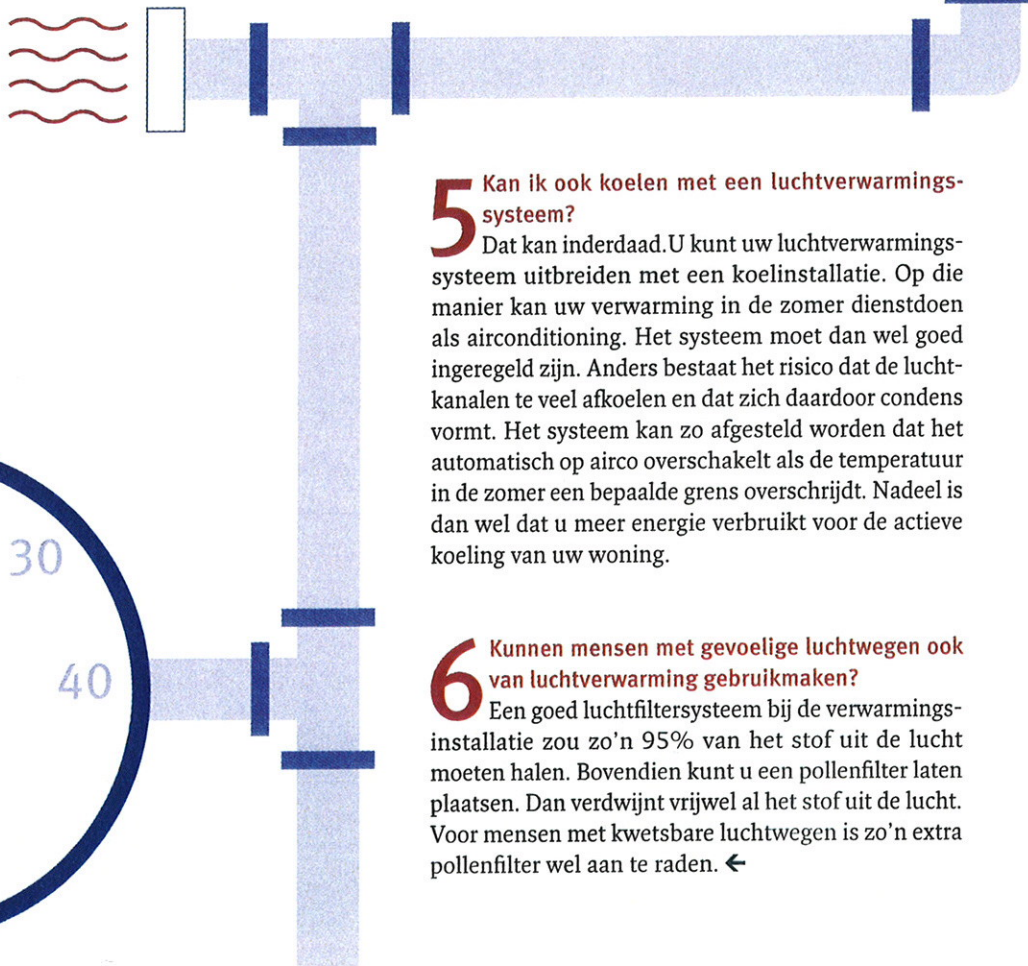 5 Kan ik ook koelen met een luchtverwarmings-
systeem?
Dat kan inderdaad.U kunt uw luchtverwarmings-
systeem uitbreiden met een koelinstallatie. Op die
manier kan uw verwarming in de zomer dienstdoen
als airconditioning. Het systeem moet dan wel goed
ingeregeld zijn. Anders bestaat het risico dat de lucht-
kanalen te veel afkoelen en dat zich daardoor condens
vormt. Het systeem kan zo afgesteld worden dat het
automatisch op airco overschakelt als de temperatuur
in de zomer een bepaalde grens overschrijdt. Nadeel is
dan wel dat u meer energie verbruikt voor de actieve
koeling van uw woning.
30
40
6 Kunnen mensen met gevoelige luchtwegen ook
van luchtverwarming gebruikmaken?
Een goed luchtfiltersysteem bij de verwarmings-
installatie zou zo'n 95% van het stof uit de lucht
moeten halen. Bovendien kunt u een pollenfilter laten
plaatsen. Dan verdwijnt vrijwel al het stof uit de lucht.
Voor mensen met kwetsbare luchtwegen is zo'n extra
pollenfilter wel aan te raden. ←